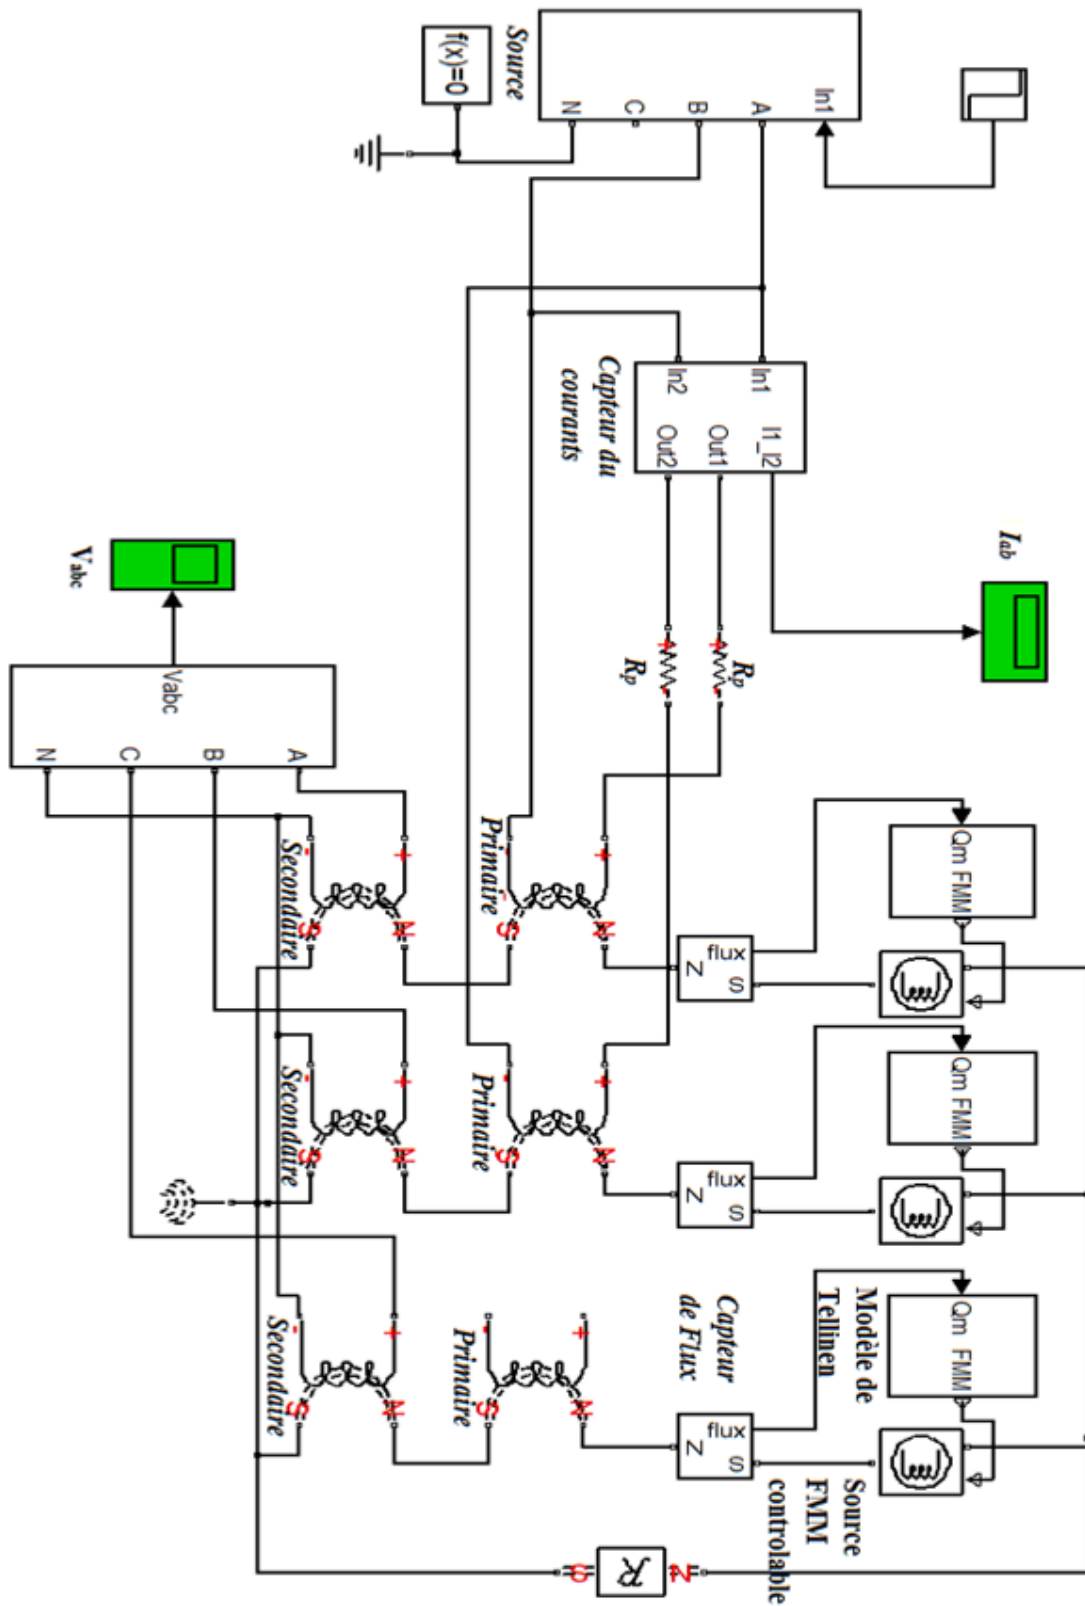 In1
A
B
C
N
Source
f(x)=0
Iab
I1_I2
In1
Out1
In2
Out2
Capteur du
courants
Rp
Rp
Qm FMM
Qm FMM
Qm FMM
Modèle de
Tellinen
Source
FMM
controlable
flux
S
N
flux
S
N
flux
S
N
Capteur
de Flux
+
N
-
S
Primaire
+
N
-
S
Primaire
+
N
-
S
Primaire
N
R
S
+
N
-
S
Secondaire
+
N
-
S
Secondaire
+
N
-
S
Secondaire
Vabc
Vabc
A
B
C
N